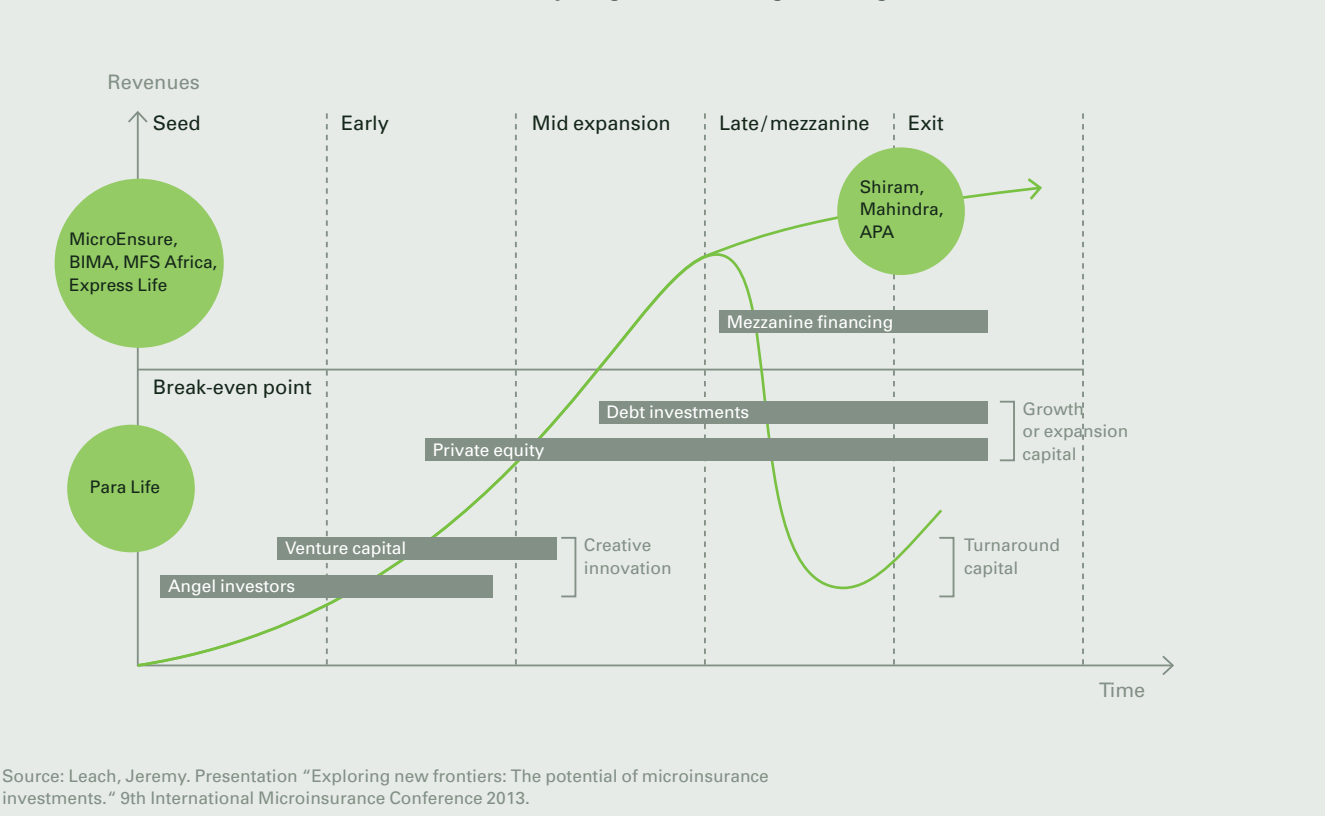 Revenues
Seed
Early
Mid expansion
Late/mezzanine
Exit
Shiram,
Mahindra,
APA
MicroEnsure,
BIMA, MFS Africa,
Express Life
Mezzanine financing
Break-even point
Debt investments
Growth
or expansion
capital
Private equity
Para Life
Venture capital
Creative
innovation
Turnaround
capital
Angel investors
Time
Source: Leach, Jeremy. Presentation “Exploring new frontiers: The potential of microinsurance
investments.“ 9th International Microinsurance Conference 2013.